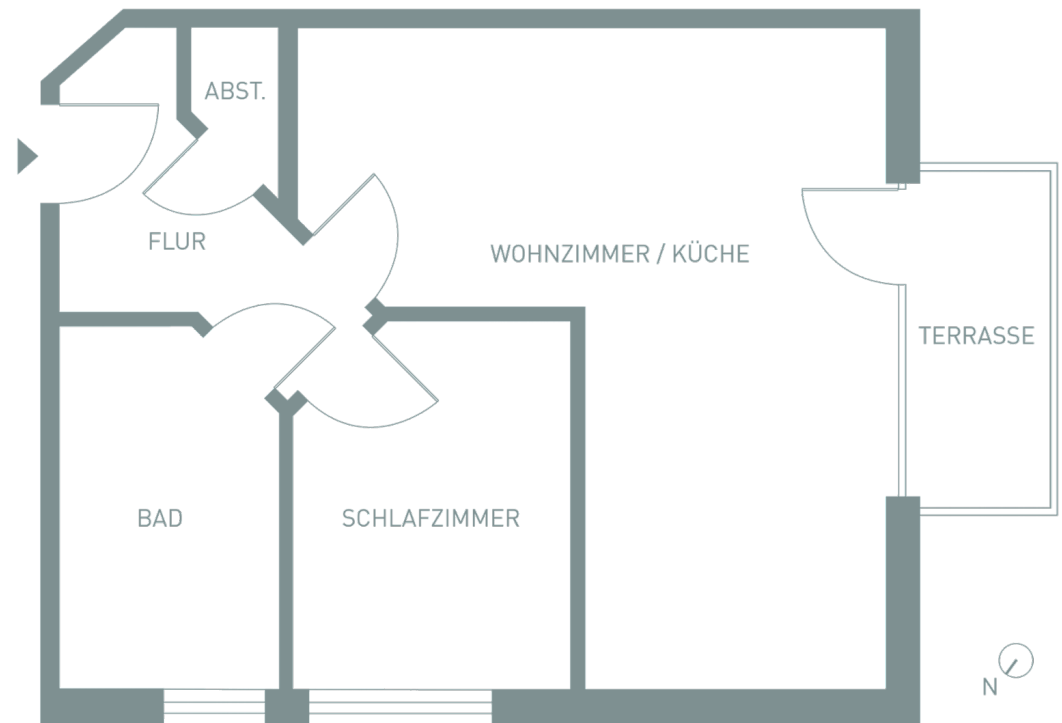 ABST.
FLUR
WOHNZIMMER / KÜCHE
TERRASSE
BAD
SCHLAFZIMMER
N